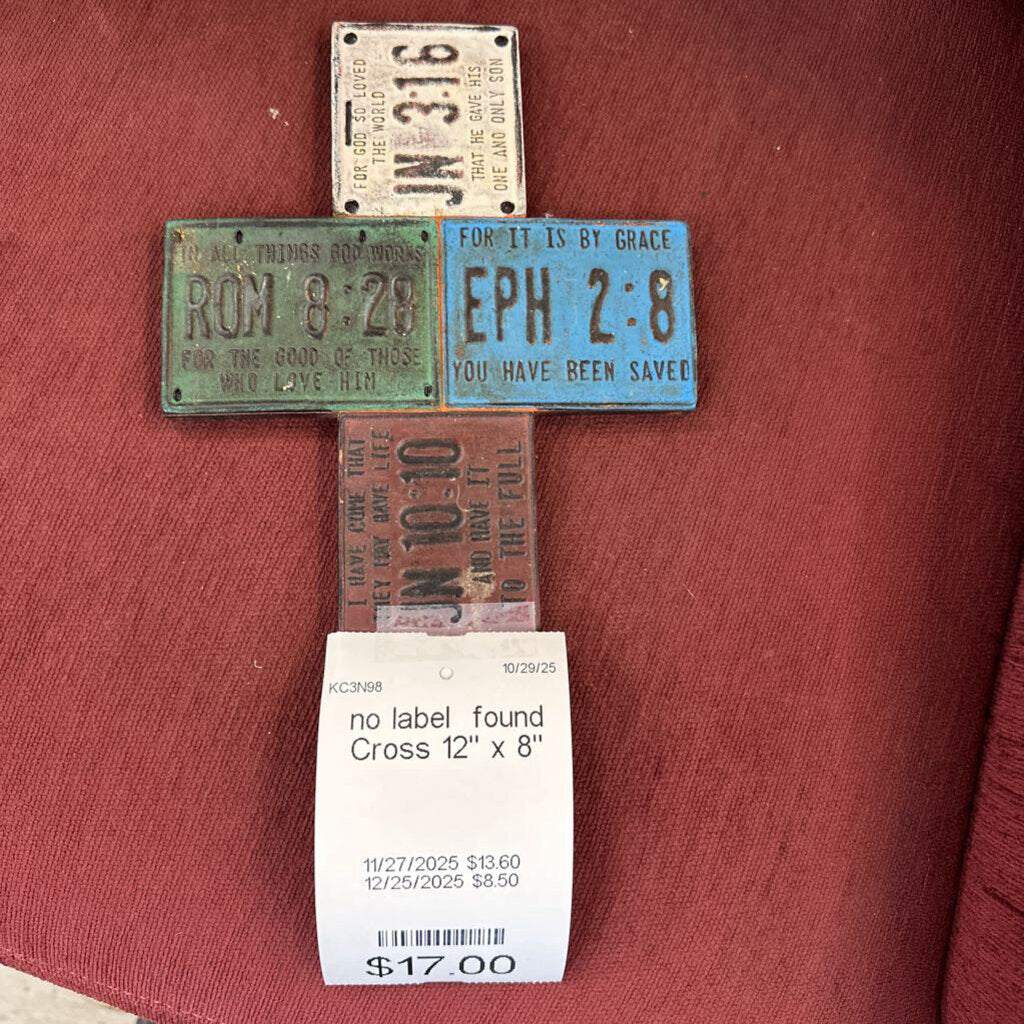 FOR GOD SO LOVED
THE WORLD
JN 3:16
THAT HE GAVE HIS
ONE AND ONLY SON
IN ALL THINGS GOD WORKS
ROM 8:28
FOR THE GOOD OF THOSE
WHO LOVE HIM
FOR IT IS BY GRACE
EPH 2:8
YOU HAVE BEEN SAVED
I HAVE COME THAT
THEY MAY HAVE LIFE
JN 10:10
AND HAVE IT
TO THE FULL
10/29/25
KC3N98
no label found
Cross 12" x 8"
11/27/2025 $13.60
12/25/2025 $8.50
$17.00